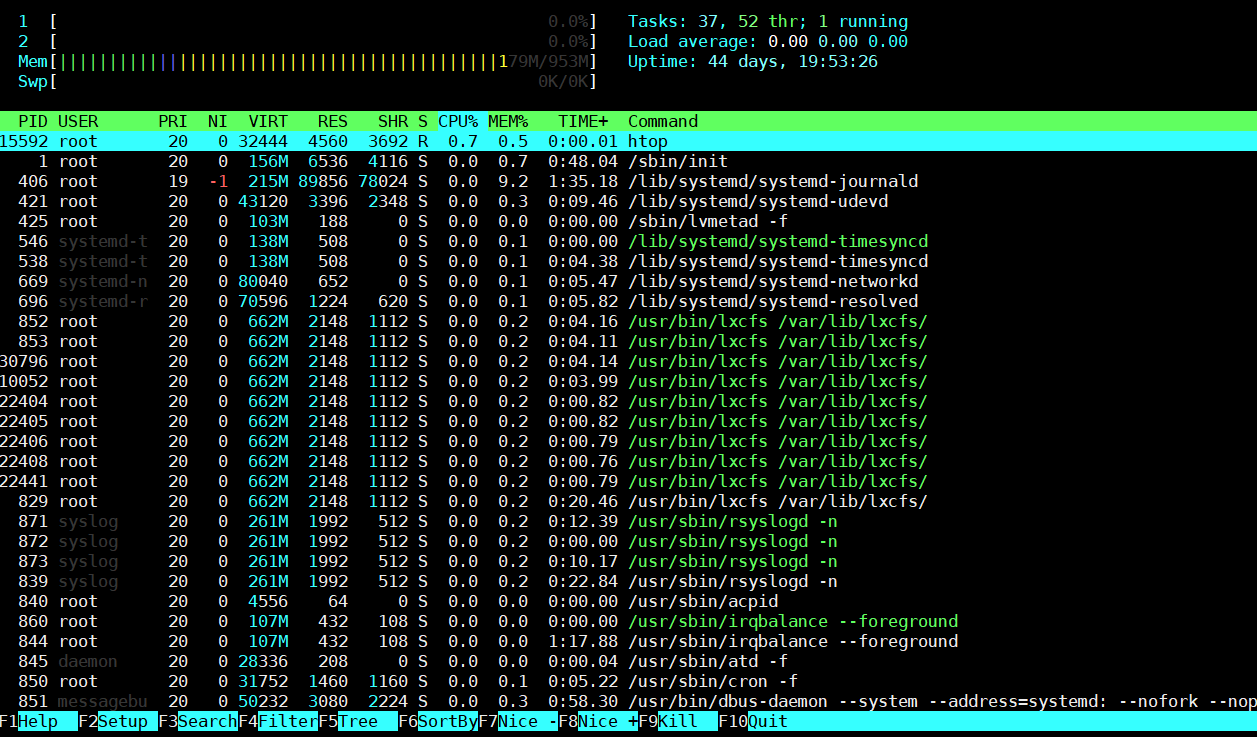 1 [ 0.0%] Tasks: 37, 52 thr; 1 running
2 [ 0.0%] Load average: 0.00 0.00 0.00
Mem[||||||||||||||||||||||||||||||||||||||||||||179M/953M] Uptime: 44 days, 19:53:26
Swp[ 0K/0K]
PID USER PRI NI VIRT RES SHR S CPU% MEM% TIME+ Command
15592 root 20 0 32444 4560 3692 R 0.7 0.5 0:00.01 htop
1 root 20 0 156M 6536 4116 S 0.0 0.7 0:48.04 /sbin/init
406 root 19 -1 215M 89856 78024 S 0.0 9.2 1:35.18 /lib/systemd/systemd-journald
421 root 20 0 43120 3396 2348 S 0.0 0.3 0:09.46 /lib/systemd/systemd-udevd
425 root 20 0 103M 188 0 S 0.0 0.0 0:00.00 /sbin/lvmetad -f
546 systemd-t 20 0 138M 508 0 S 0.0 0.1 0:00.00 /lib/systemd/systemd-timesyncd
538 systemd-t 20 0 138M 508 0 S 0.0 0.1 0:04.38 /lib/systemd/systemd-timesyncd
669 systemd-n 20 0 80040 652 0 S 0.0 0.1 0:05.47 /lib/systemd/systemd-networkd
696 systemd-r 20 0 70596 1224 620 S 0.0 0.1 0:05.82 /lib/systemd/systemd-resolved
852 root 20 0 662M 2148 1112 S 0.0 0.2 0:04.16 /usr/bin/lxcfs /var/lib/lxcfs/
853 root 20 0 662M 2148 1112 S 0.0 0.2 0:04.11 /usr/bin/lxcfs /var/lib/lxcfs/
30796 root 20 0 662M 2148 1112 S 0.0 0.2 0:04.14 /usr/bin/lxcfs /var/lib/lxcfs/
10052 root 20 0 662M 2148 1112 S 0.0 0.2 0:03.99 /usr/bin/lxcfs /var/lib/lxcfs/
22404 root 20 0 662M 2148 1112 S 0.0 0.2 0:00.82 /usr/bin/lxcfs /var/lib/lxcfs/
22405 root 20 0 662M 2148 1112 S 0.0 0.2 0:00.82 /usr/bin/lxcfs /var/lib/lxcfs/
22406 root 20 0 662M 2148 1112 S 0.0 0.2 0:00.79 /usr/bin/lxcfs /var/lib/lxcfs/
22408 root 20 0 662M 2148 1112 S 0.0 0.2 0:00.76 /usr/bin/lxcfs /var/lib/lxcfs/
22441 root 20 0 662M 2148 1112 S 0.0 0.2 0:00.79 /usr/bin/lxcfs /var/lib/lxcfs/
829 root 20 0 662M 2148 1112 S 0.0 0.2 0:20.46 /usr/bin/lxcfs /var/lib/lxcfs/
871 syslog 20 0 261M 1992 512 S 0.0 0.2 0:12.39 /usr/sbin/rsyslogd -n
872 syslog 20 0 261M 1992 512 S 0.0 0.2 0:00.00 /usr/sbin/rsyslogd -n
873 syslog 20 0 261M 1992 512 S 0.0 0.2 0:10.17 /usr/sbin/rsyslogd -n
839 syslog 20 0 261M 1992 512 S 0.0 0.2 0:22.84 /usr/sbin/rsyslogd -n
840 root 20 0 4556 64 0 S 0.0 0.0 0:00.00 /usr/sbin/acpid
860 root 20 0 107M 432 108 S 0.0 0.0 0:00.00 /usr/sbin/irqbalance --foreground
844 root 20 0 107M 432 108 S 0.0 0.0 1:17.88 /usr/sbin/irqbalance --foreground
845 daemon 20 0 28336 208 0 S 0.0 0.0 0:00.04 /usr/sbin/atd -f
850 root 20 0 31752 1460 1160 S 0.0 0.1 0:05.22 /usr/sbin/cron -f
851 messagebu 20 0 50232 3080 2224 S 0.0 0.3 0:58.30 /usr/bin/dbus-daemon --system --address=systemd: --nofork --nop
F1Help F2Setup F3SearchF4FilterF5Tree F6SortByF7Nice -F8Nice +F9Kill F10Quit